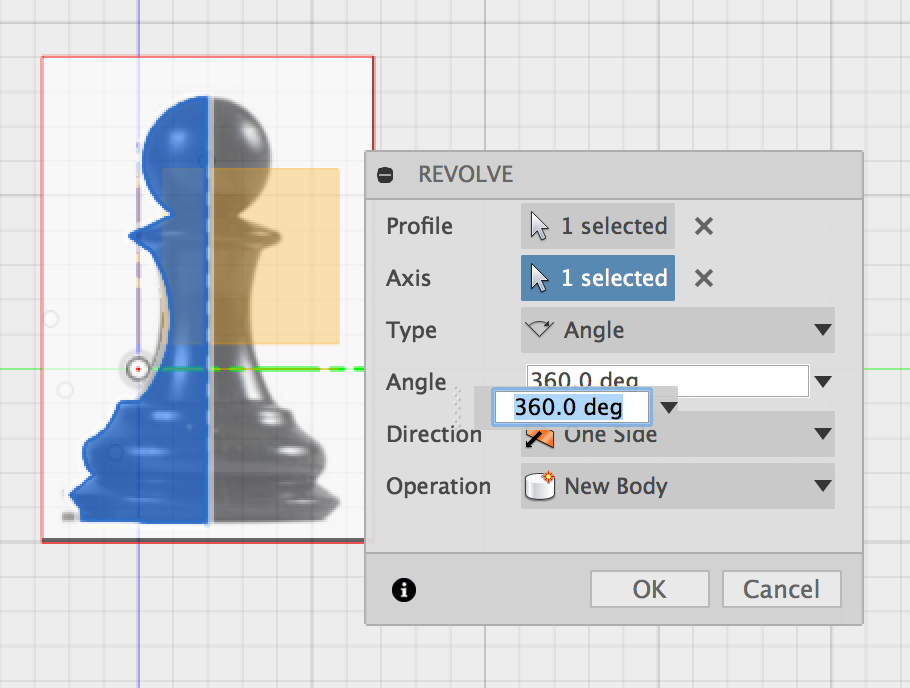 REVOLVE
Profile 1 selected
Axis 1 selected
Type Angle
Angle 360.0 deg
360.0 deg
Direction One Side
Operation New Body
OK Cancel